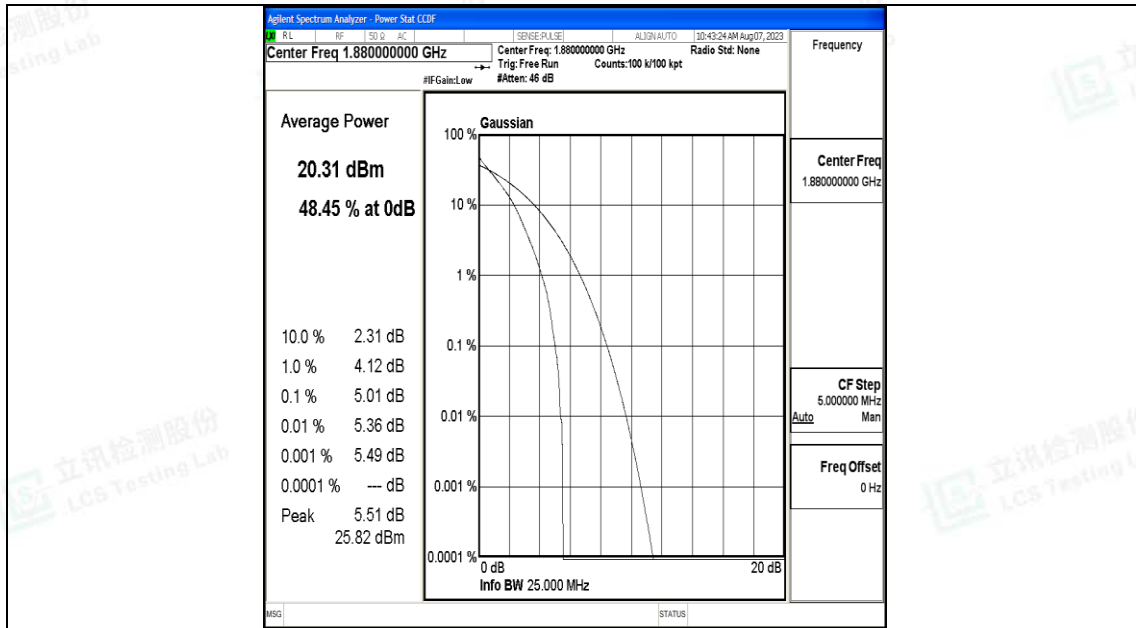 Agilent Spectrum Analyzer - Power Stat CCDF
LXI RL RF 50 Ω AC SENSE:PULSE ALIGN AUTO 10:43:24 AM Aug 07, 2023
Center Freq 1.880000000 GHz
Center Freq: 1.880000000 GHz Radio Std: None
Trig: Free Run Counts:100 k/100 kpt
#IFGain:Low #Atten: 46 dB
Frequency
Average Power
20.31 dBm
48.45 % at 0dB
10.0 % 2.31 dB
1.0 % 4.12 dB
0.1 % 5.01 dB
0.01 % 5.36 dB
0.001 % 5.49 dB
0.0001 % --- dB
Peak 5.51 dB
25.82 dBm
Gaussian
100 %
10 %
1 %
0.1 %
0.01 %
0.001 %
0.0001 %
0 dB 20 dB
Info BW 25.000 MHz
Center Freq
1.880000000 GHz
CF Step
5.000000 MHz
Auto Man
Freq Offset
0 Hz
MSG STATUS
立讯检测股份
LCS Testing Lab
立讯检测股份
LCS Testing L